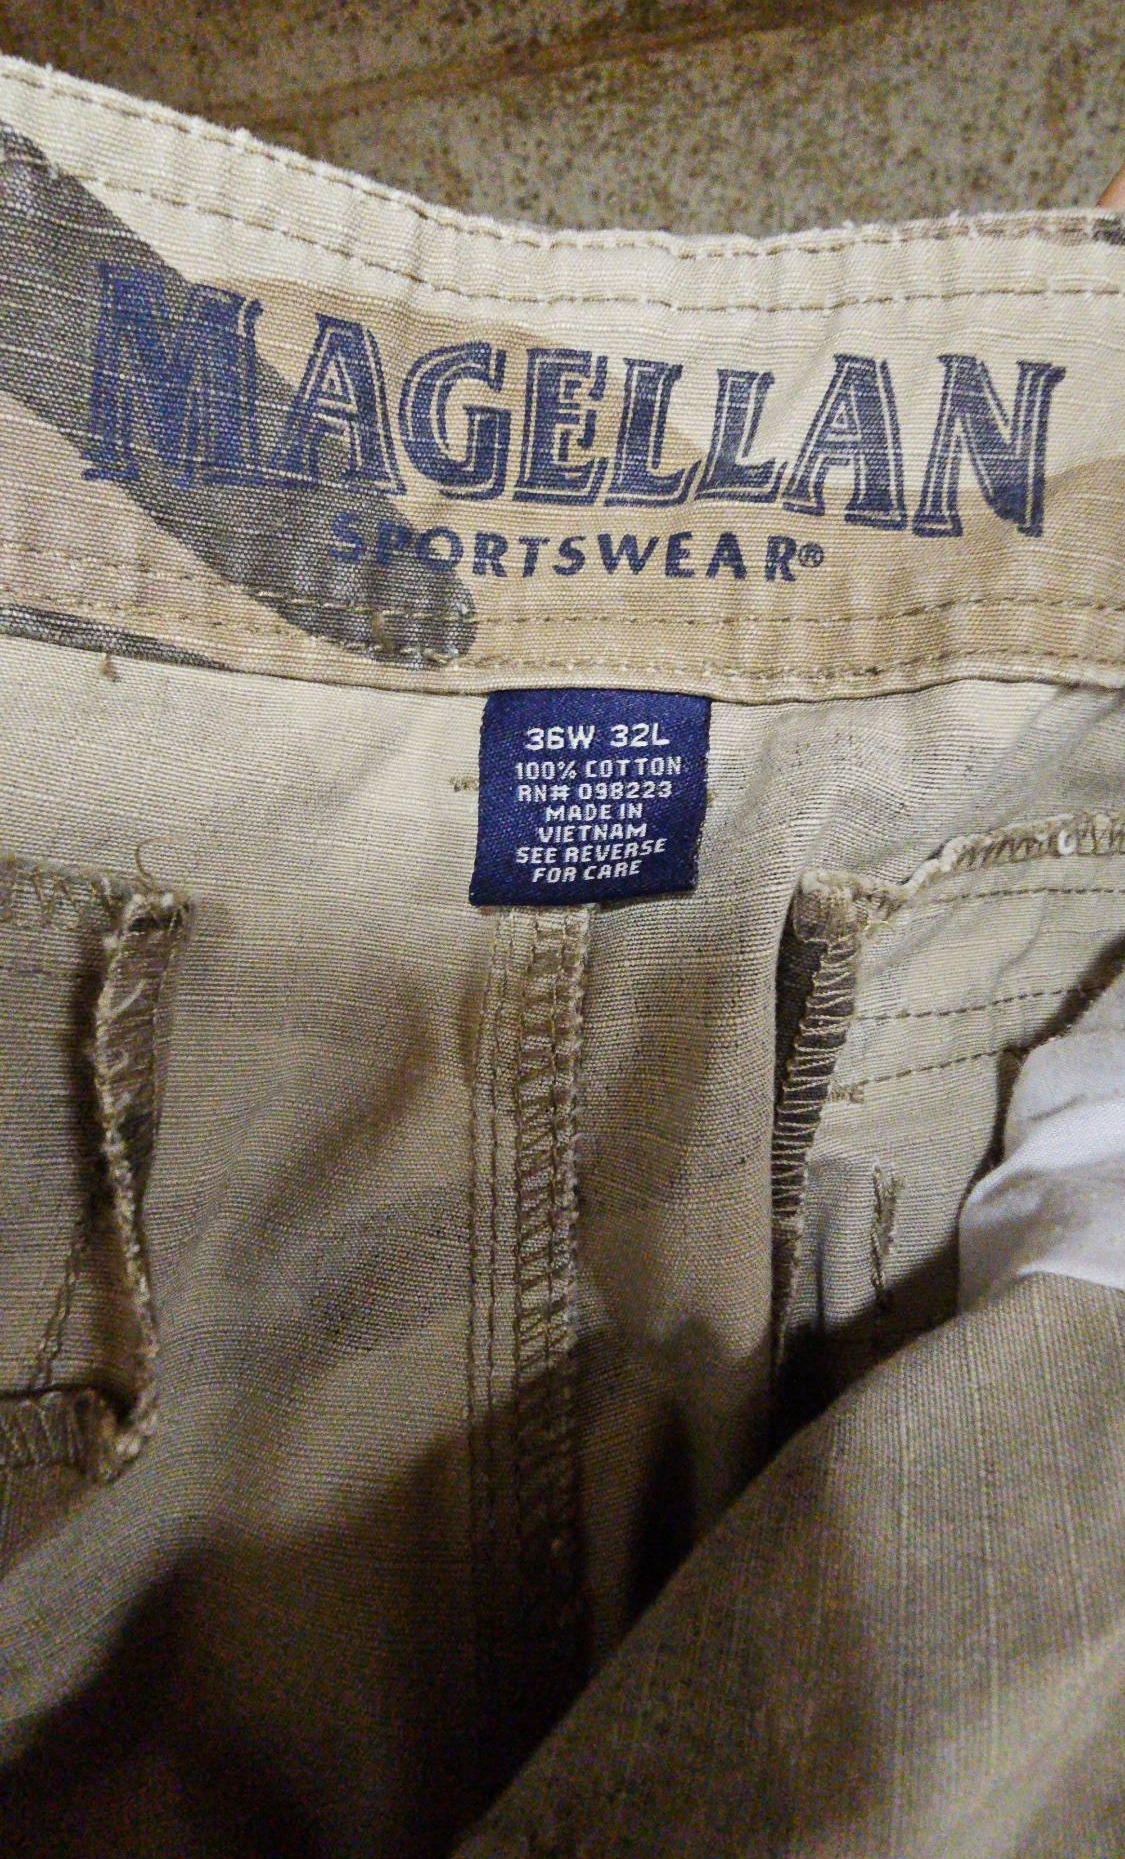 MAGELLAN
SPORTSWEAR®
36W 32L
100% COTTON
RN# 098223
MADE IN
VIETNAM
SEE REVERSE
FOR CARE